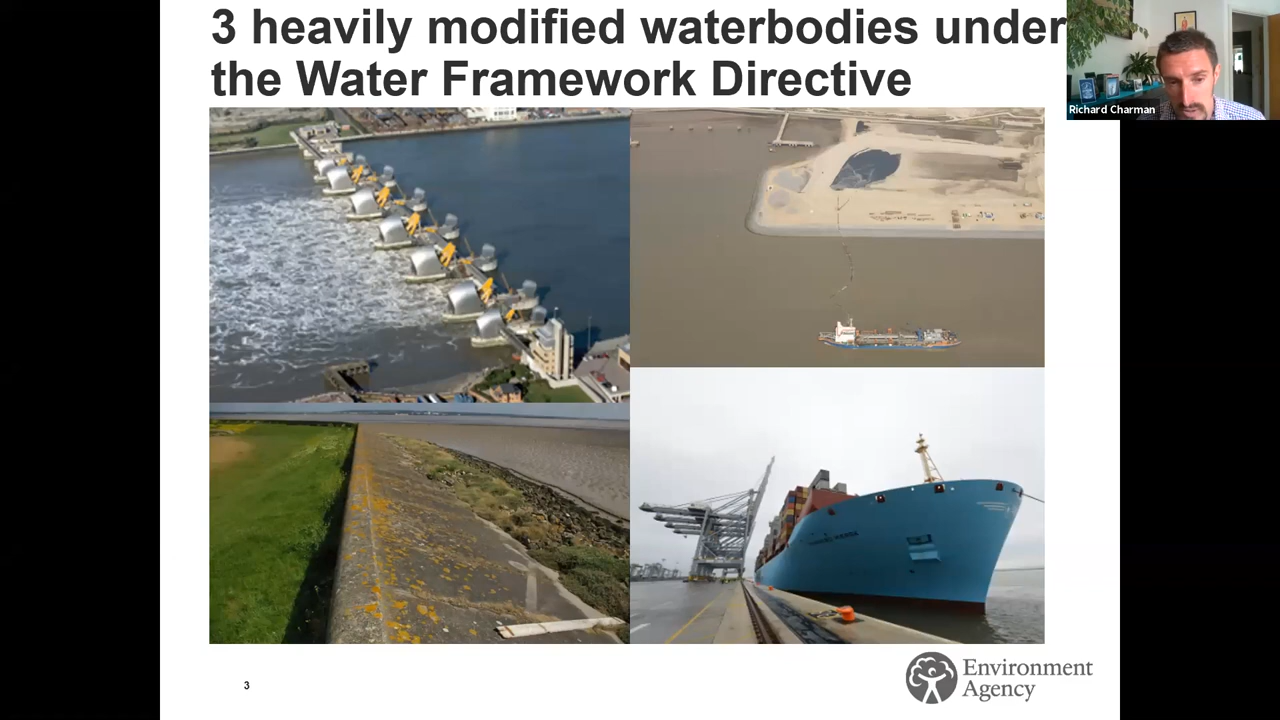 3 heavily modified waterbodies under
the Water Framework Directive
Richard Charman
3
Environment
Agency